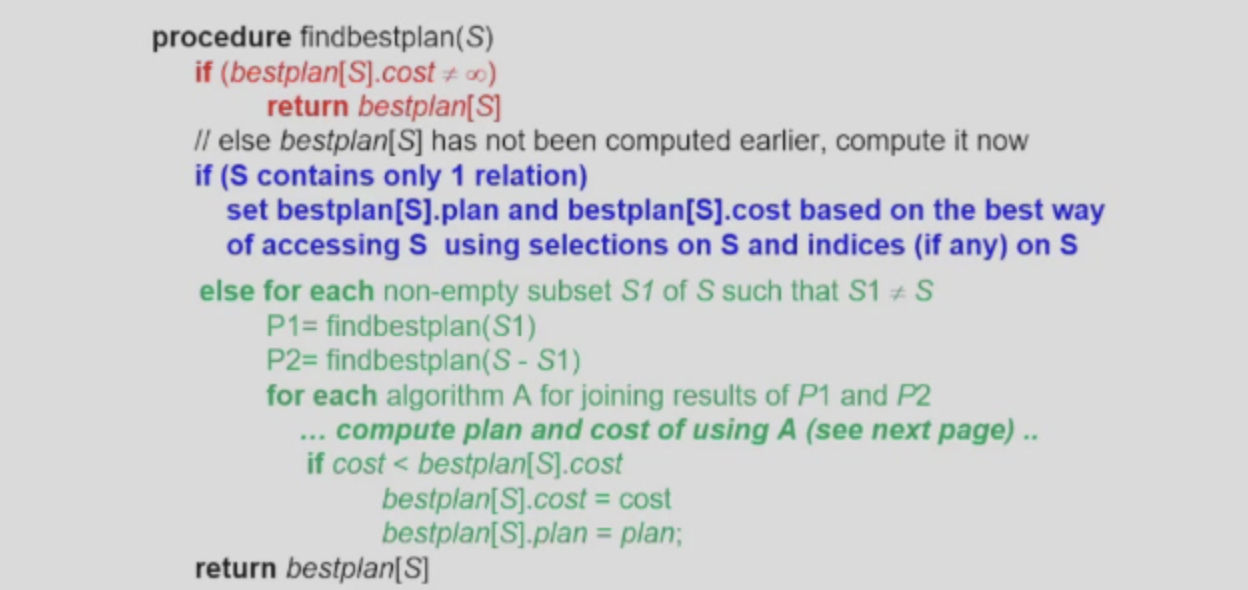 procedure findbestplan(S)
if (bestplan[S].cost ≠ ∞)
return bestplan[S]
// else bestplan[S] has not been computed earlier, compute it now
if (S contains only 1 relation)
set bestplan[S].plan and bestplan[S].cost based on the best way
of accessing S using selections on S and indices (if any) on S
else for each non-empty subset S1 of S such that S1 ≠ S
P1= findbestplan(S1)
P2= findbestplan(S - S1)
for each algorithm A for joining results of P1 and P2
... compute plan and cost of using A (see next page) ..
if cost < bestplan[S].cost
bestplan[S].cost = cost
bestplan[S].plan = plan;
return bestplan[S]